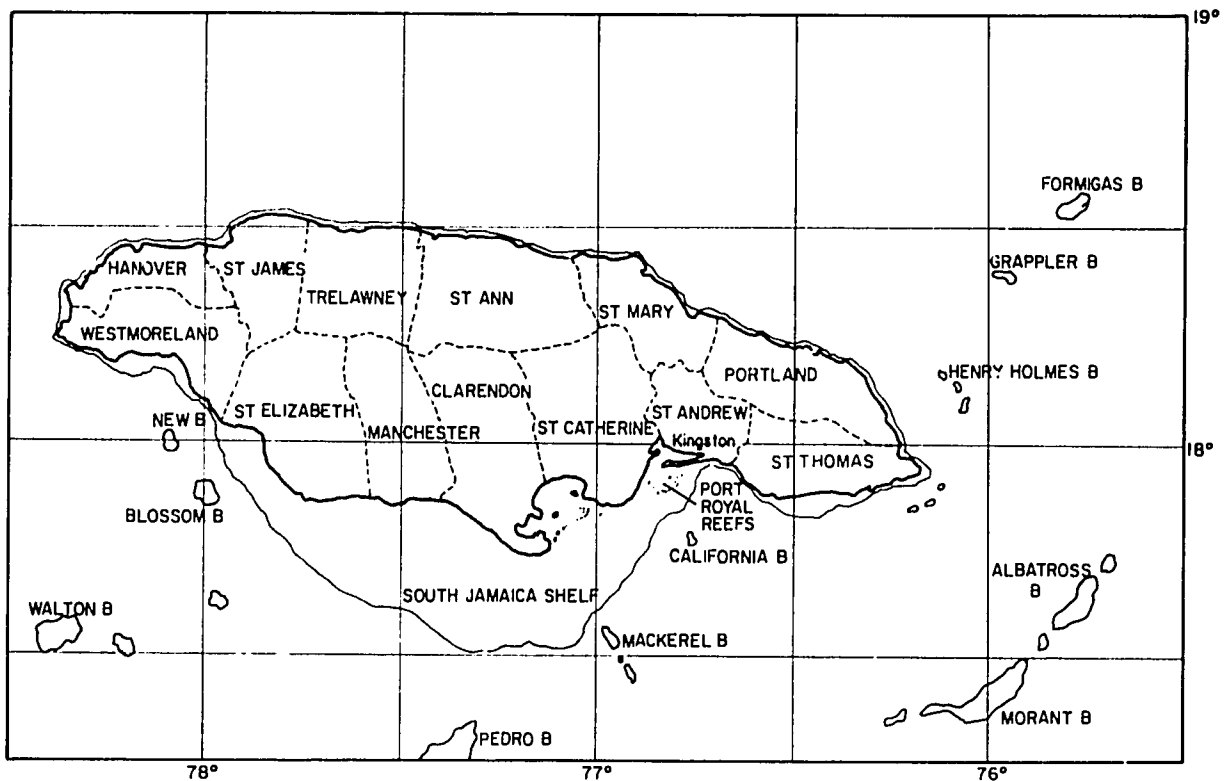 19°
FORMIGAS B
GRAPPLER B
HANOVER
ST JAMES
TRELAWNEY
ST ANN
ST MARY
WESTMORELAND
PORTLAND
HENRY HOLMES B
CLARENDON
ST ELIZABETH
ST ANDREW
NEW B
MANCHESTER
ST CATHERINE
Kingston
18°
ST THOMAS
PORT
ROYAL
REEFS
BLOSSOM B
CALIFORNIA B
ALBATROSS
B
SOUTH JAMAICA SHELF
WALTON B
MACKEREL B
MORANT B
PEDRO B
78°
77°
76°